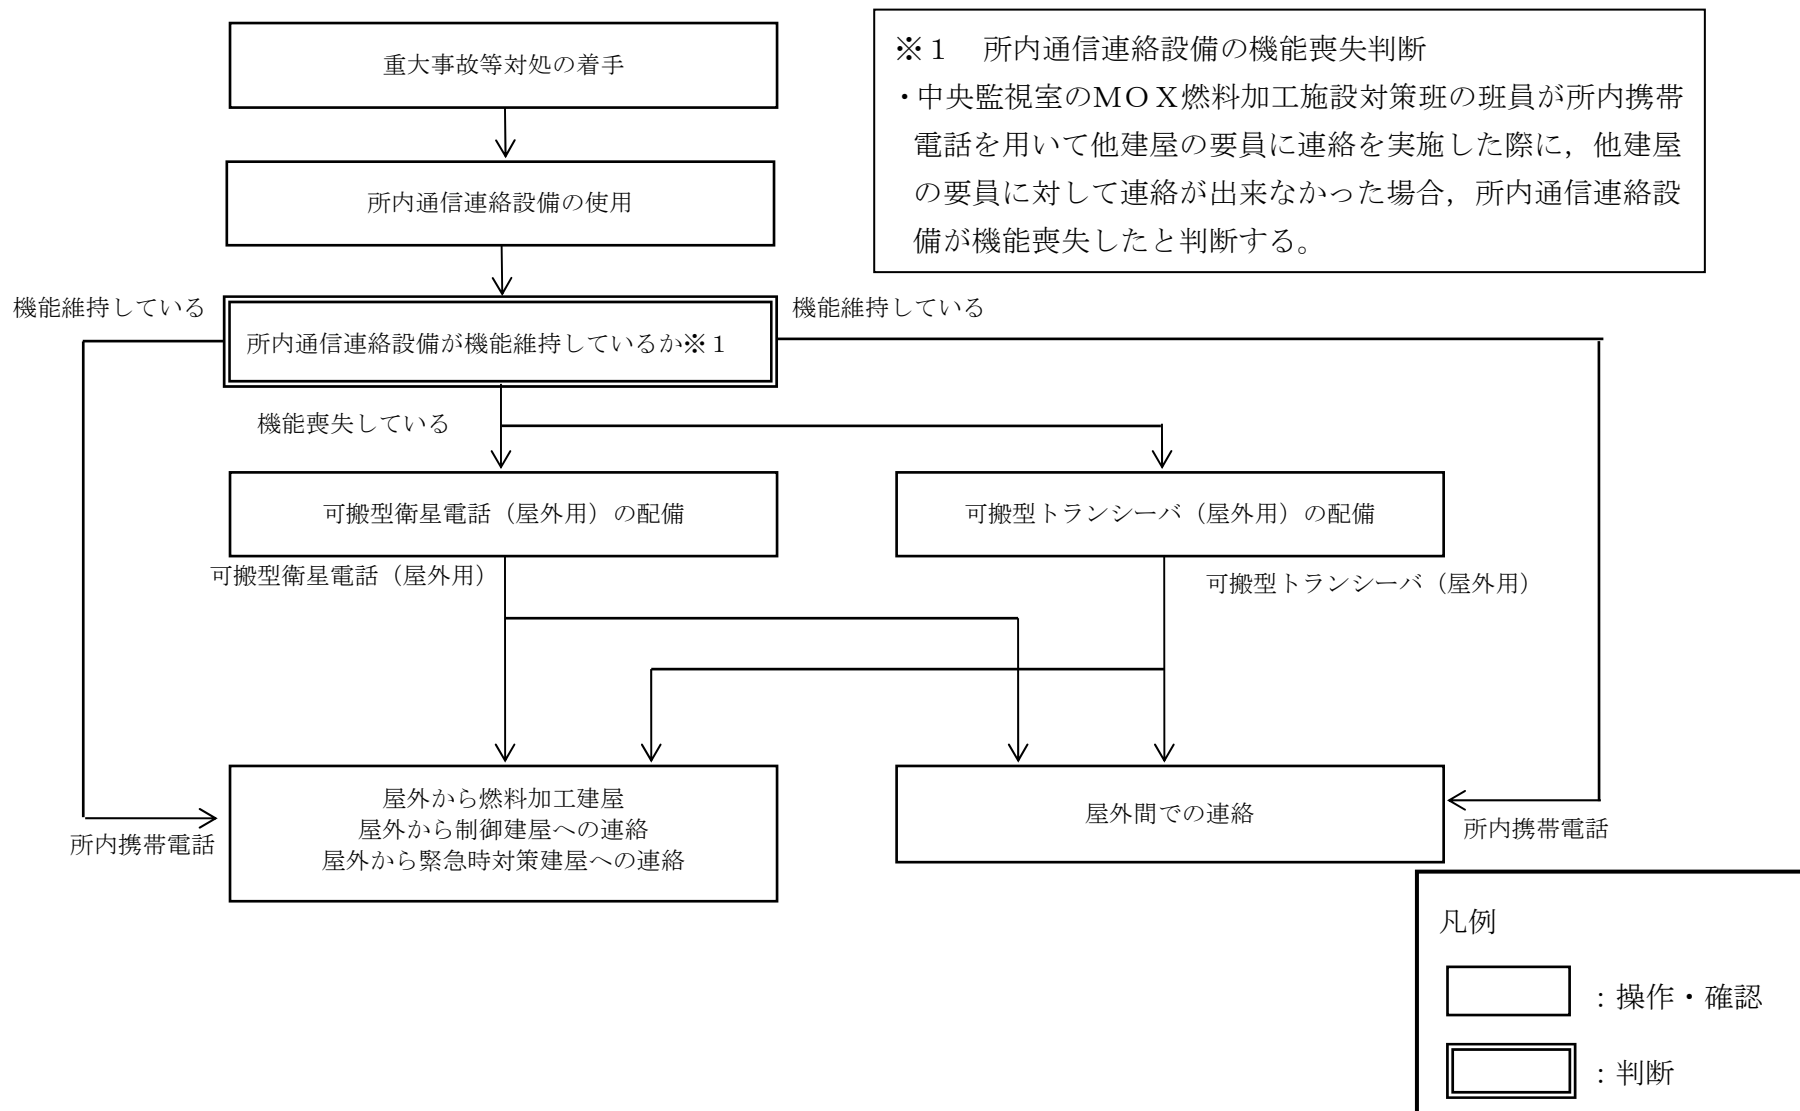 重大事故等対処の着手
※１　所内通信連絡設備の機能喪失判断
・中央監視室のＭＯＸ燃料加工施設対策班の班員が所内携帯
電話を用いて他建屋の要員に連絡を実施した際に，他建屋
の要員に対して連絡が出来なかった場合，所内通信連絡設
備が機能喪失したと判断する。
所内通信連絡設備の使用
機能維持している
機能維持している
所内通信連絡設備が機能維持しているか※１
機能喪失している
可搬型衛星電話（屋外用）の配備
可搬型トランシーバ（屋外用）の配備
可搬型衛星電話（屋外用）
可搬型トランシーバ（屋外用）
屋外から燃料加工建屋
屋外から制御建屋への連絡
屋外から緊急時対策建屋への連絡
屋外間での連絡
所内携帯電話
所内携帯電話
凡例
：操作・確認
：判断